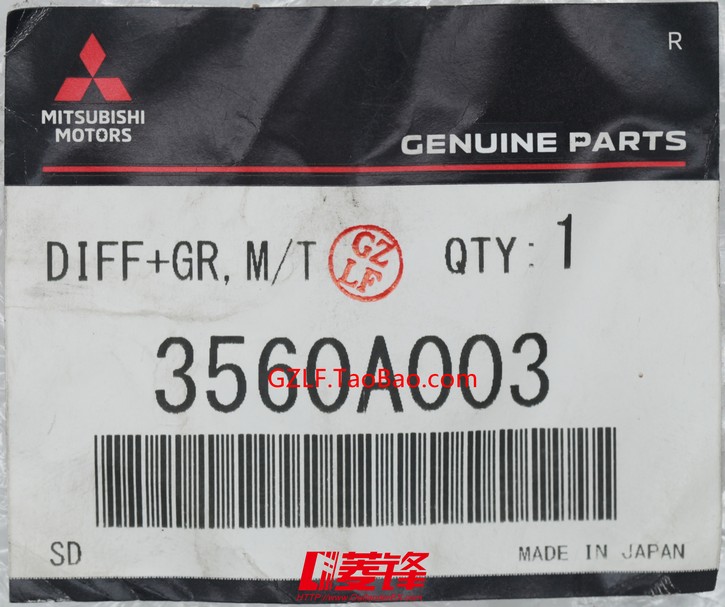 R
MITSUBISHI
MOTORS
GENUINE PARTS
DIFF+GR, M/T
GZ
LF
QTY: 1
3560A003
GZLF.TaoBao.com
SD
MADE IN JAPAN
菱锋